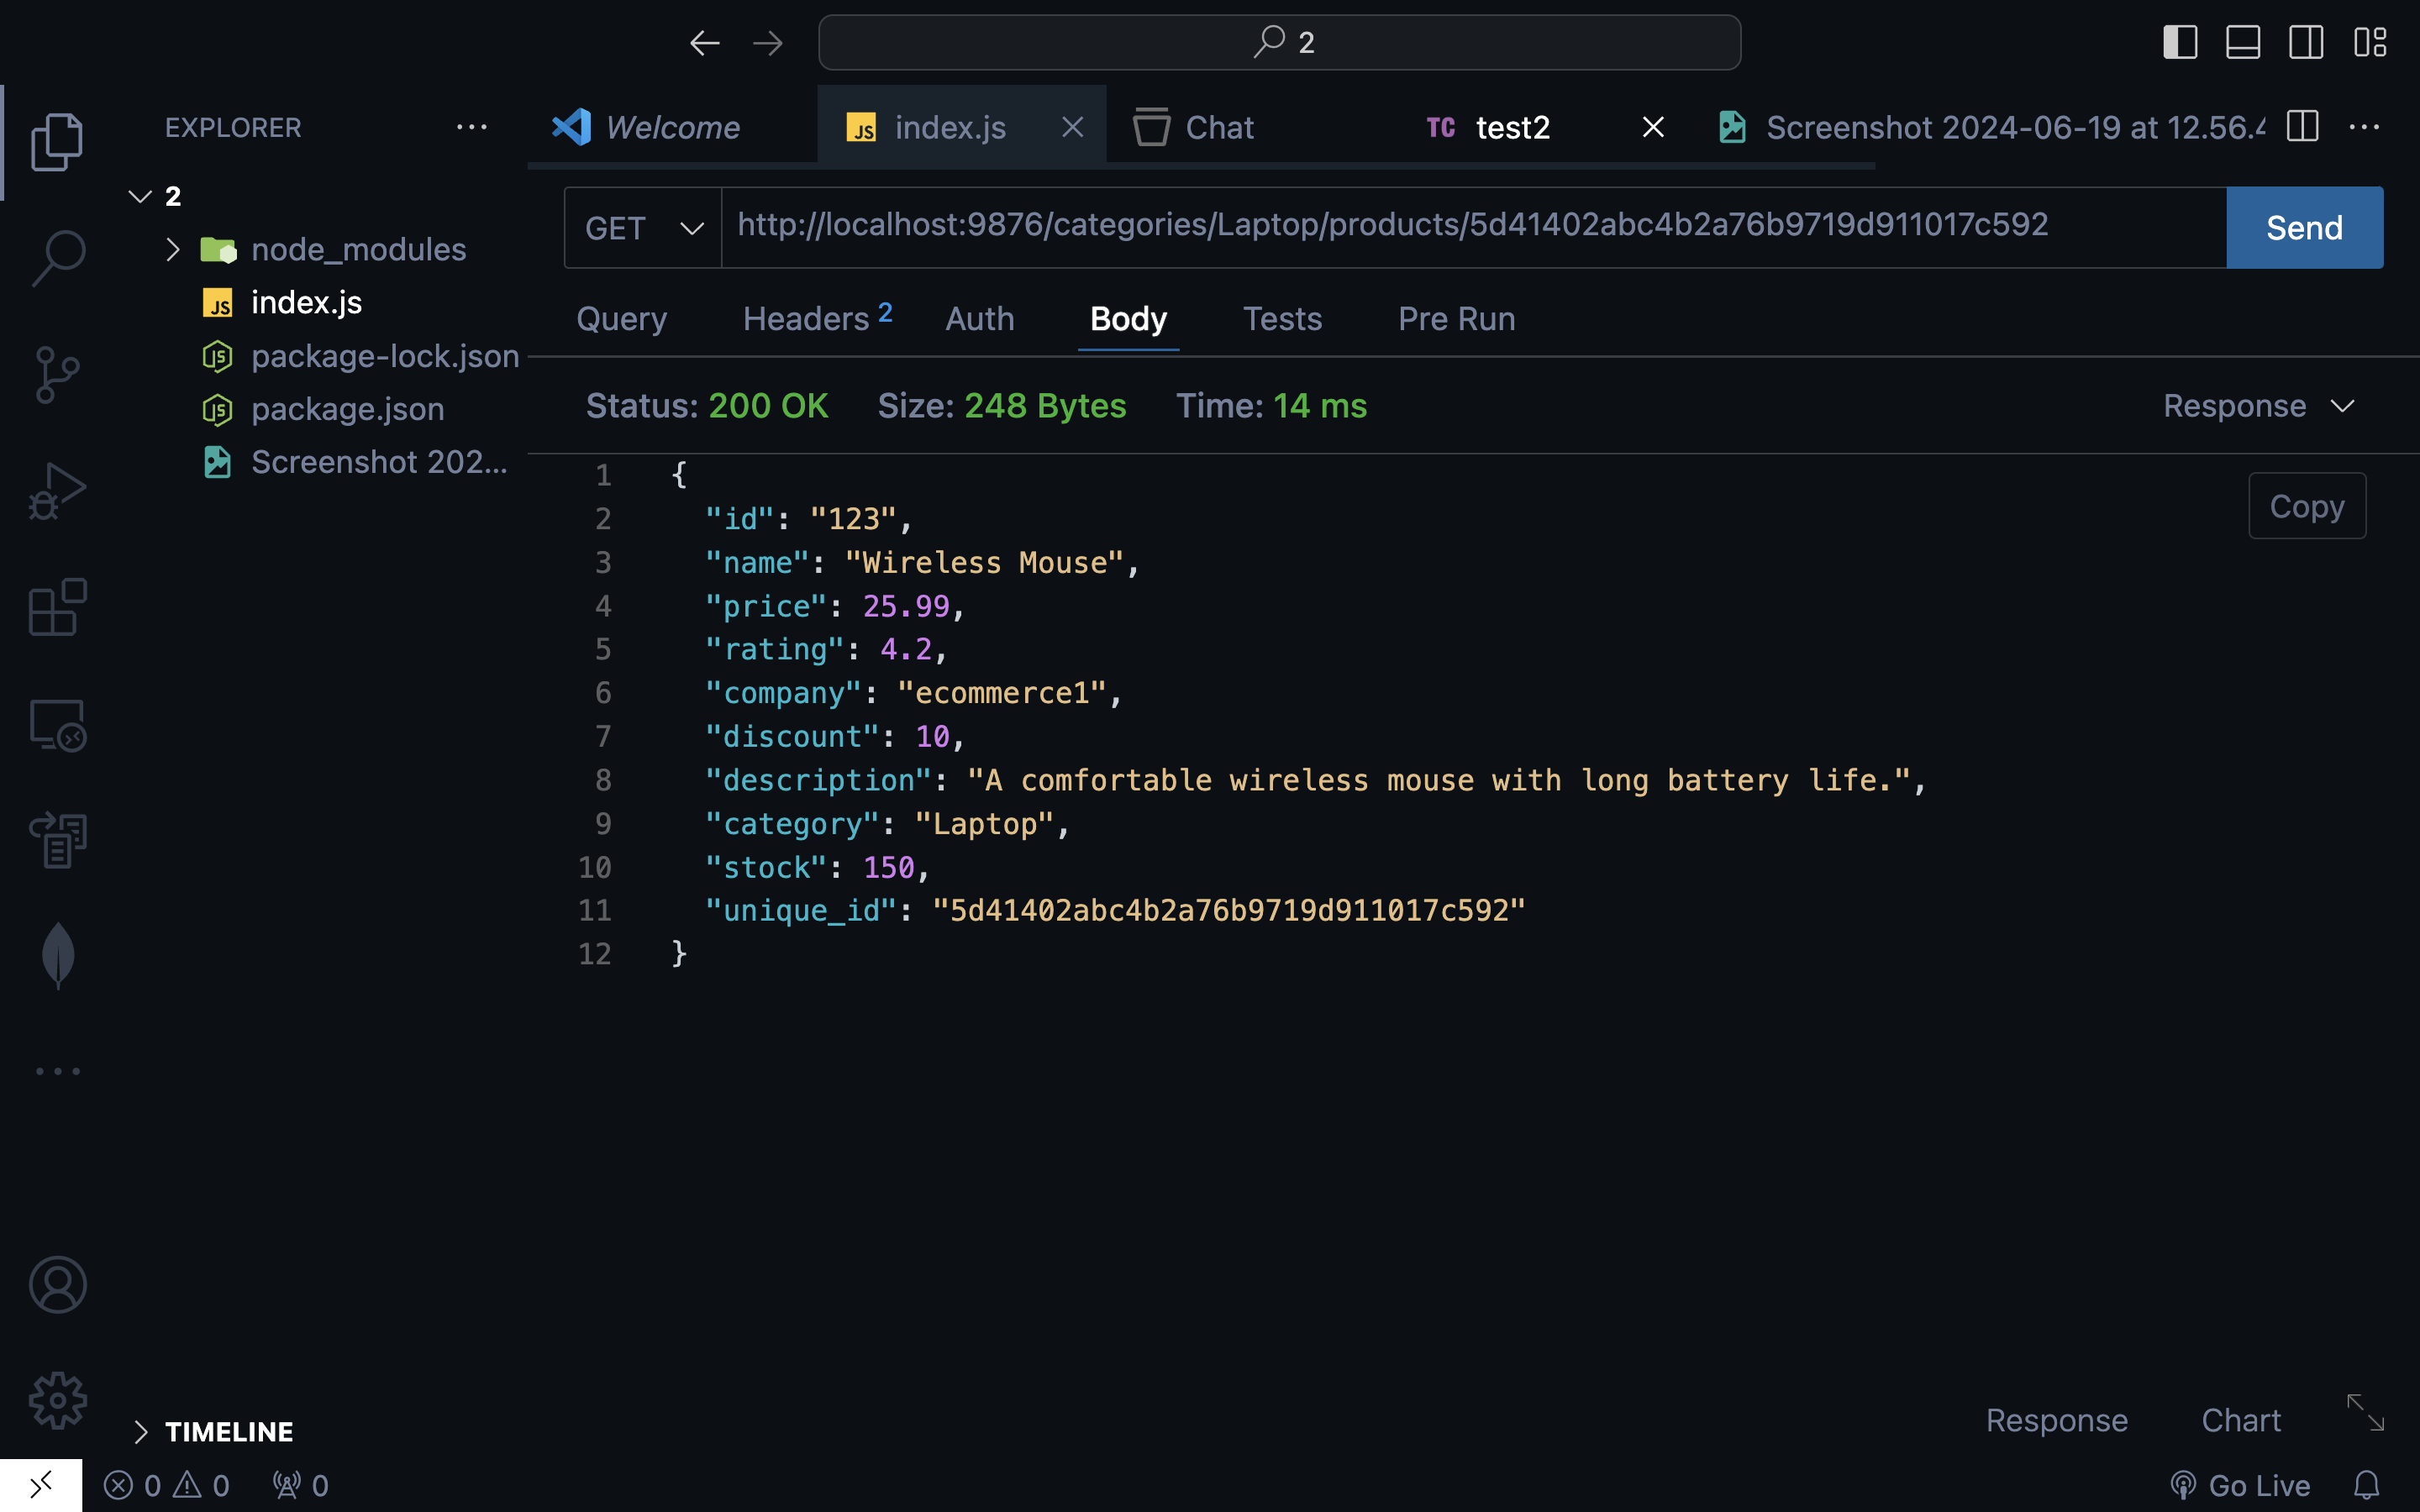 2
EXPLORER
Welcome
JS index.js
Chat
TC test2
Screenshot 2024-06-19 at 12.56.4
2
node_modules
JS index.js
JS package-lock.json
JS package.json
Screenshot 202...
GET
http://localhost:9876/categories/Laptop/products/5d41402abc4b2a76b9719d911017c592
Send
Query
Headers 2
Auth
Body
Tests
Pre Run
Status: 200 OK
Size: 248 Bytes
Time: 14 ms
Response
Copy
1 {
2 "id": "123",
3 "name": "Wireless Mouse",
4 "price": 25.99,
5 "rating": 4.2,
6 "company": "ecommerce1",
7 "discount": 10,
8 "description": "A comfortable wireless mouse with long battery life.",
9 "category": "Laptop",
10 "stock": 150,
11 "unique_id": "5d41402abc4b2a76b9719d911017c592"
12 }
TIMELINE
Response
Chart
0
0
0
Go Live